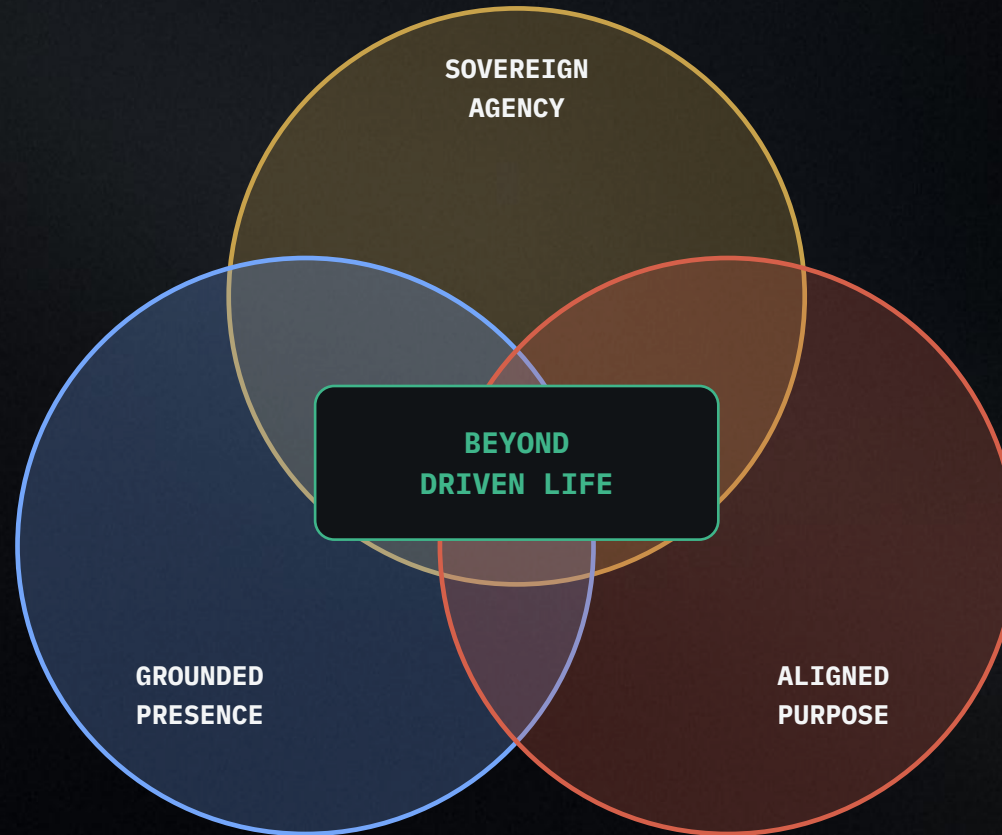 SOVEREIGN
AGENCY
BEYOND
DRIVEN LIFE
GROUNDED
PRESENCE
ALIGNED
PURPOSE